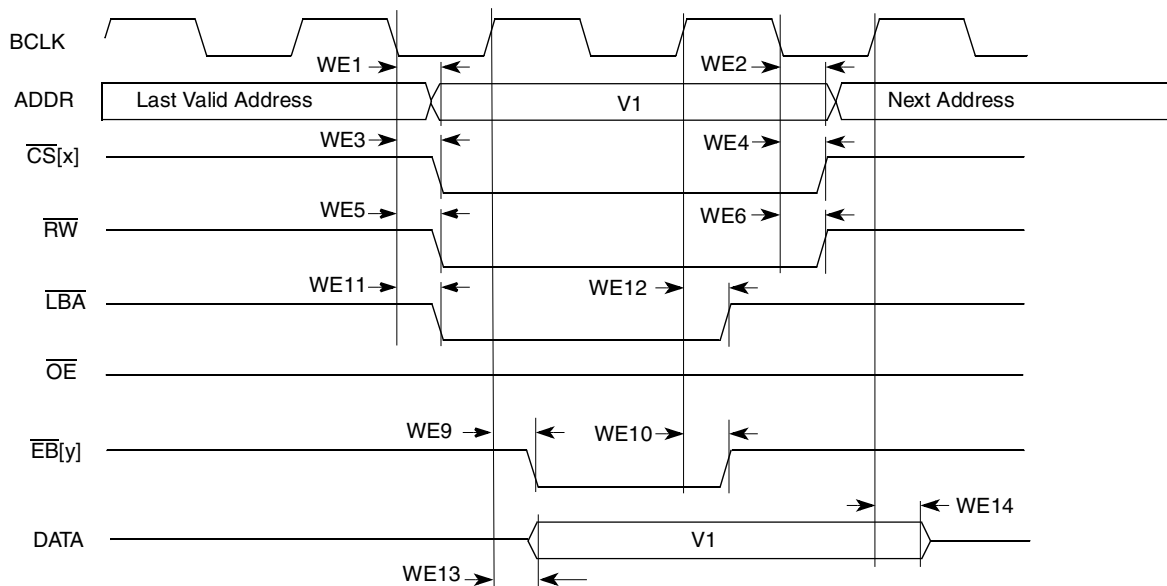 BCLK
WE1
WE2
ADDR
Last Valid Address
V1
Next Address
WE3
WE4
CS[x]
WE5
WE6
RW
WE11
WE12
LBA
OE
WE9
WE10
EB[y]
WE14
DATA
V1
WE13